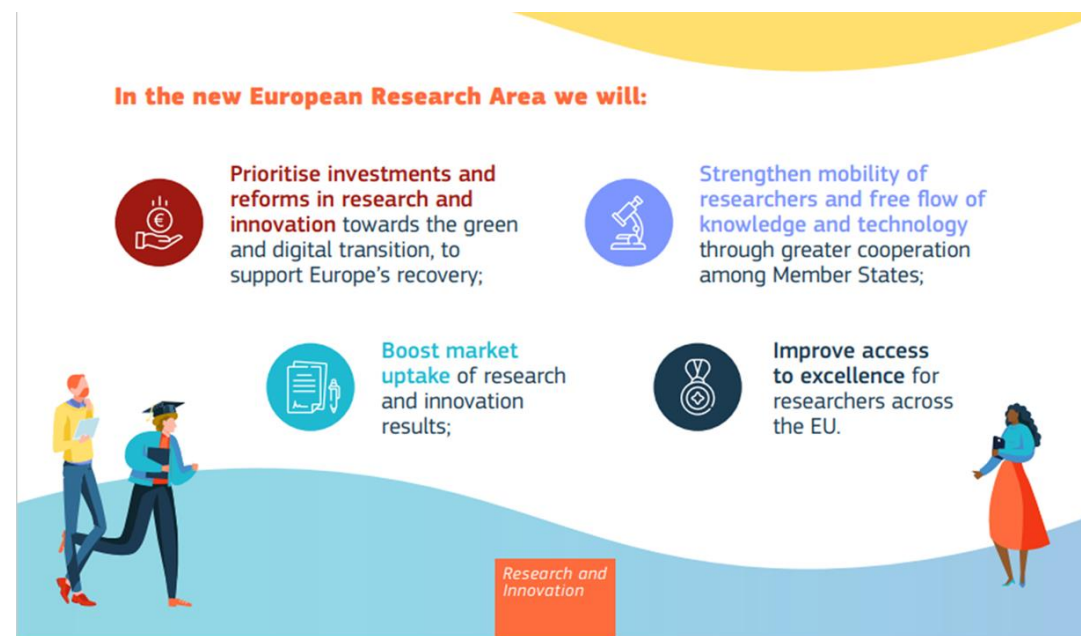 In the new European Research Area we will:
Prioritise investments and
reforms in research and
innovation towards the green
and digital transition, to
support Europe's recovery;
Strengthen mobility of
researchers and free flow of
knowledge and technology
through greater cooperation
among Member States;
Boost market
uptake of research
and innovation
results;
Improve access
to excellence for
researchers across
the EU.
Research and
Innovation